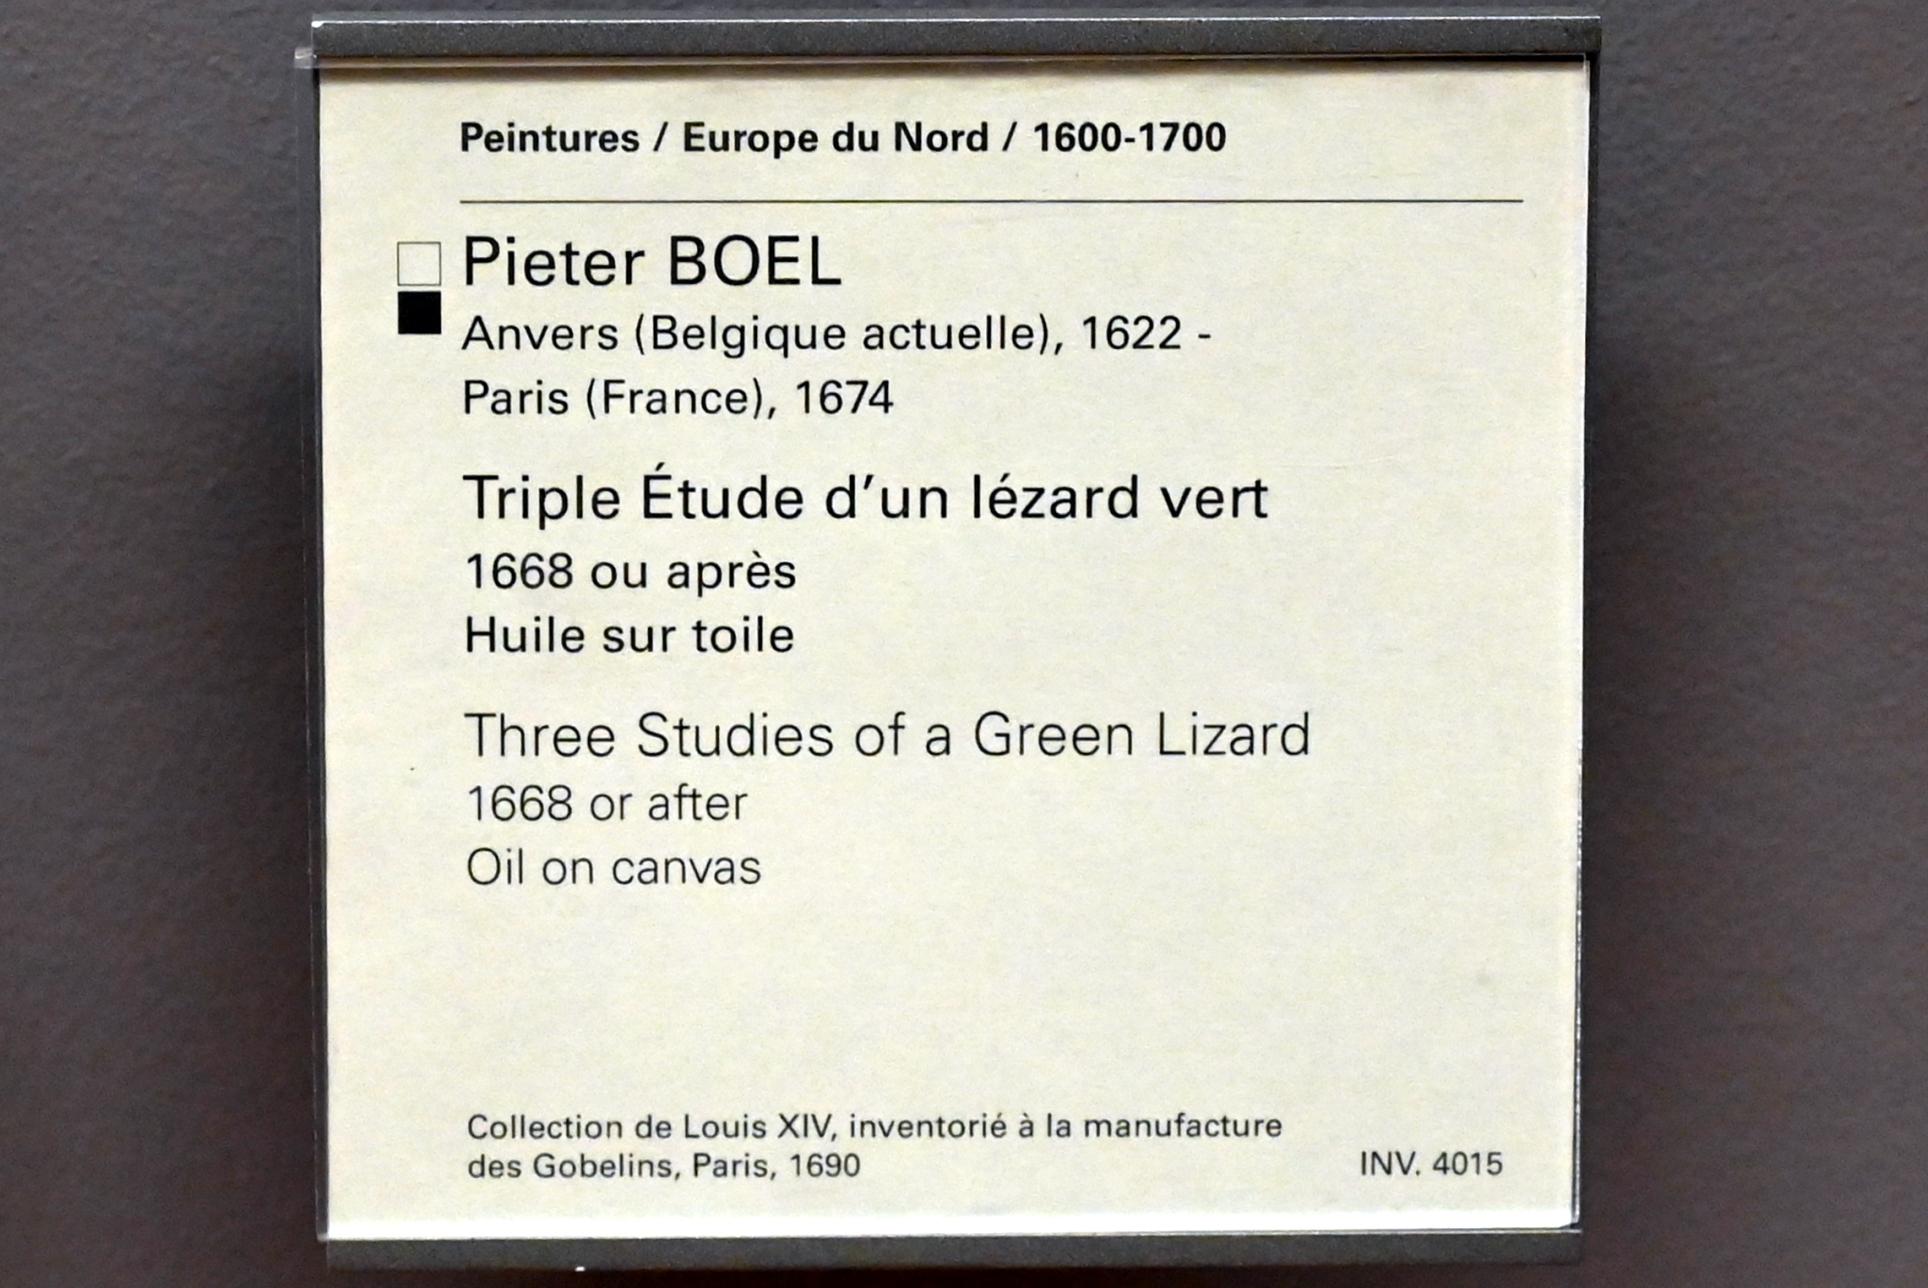 Peintures / Europe du Nord / 1600-1700
Pieter BOEL
Anvers (Belgique actuelle), 1622 -
Paris (France), 1674
Triple Étude d'un lézard vert
1668 ou après
Huile sur toile
Three Studies of a Green Lizard
1668 or after
Oil on canvas
Collection de Louis XIV, inventorié à la manufacture
des Gobelins, Paris, 1690
INV. 4015